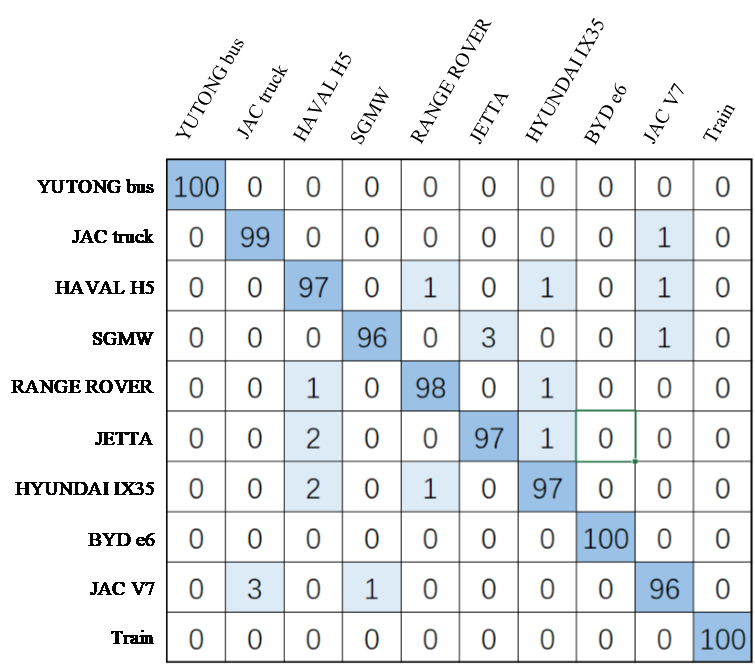 YUTONG bus JAC truck HAVAL H5 SGMW RANGE ROVER JETTA HYUNDAI IX35 BYD e6 JAC V7 Train
YUTONG bus 100 0 0 0 0 0 0 0 0 0
JAC truck 0 99 0 0 0 0 0 0 1 0
HAVAL H5 0 0 97 0 1 0 1 0 1 0
SGMW 0 0 0 96 0 3 0 0 1 0
RANGE ROVER 0 0 1 0 98 0 1 0 0 0
JETTA 0 0 2 0 0 97 1 0 0 0
HYUNDAI IX35 0 0 2 0 1 0 97 0 0 0
BYD e6 0 0 0 0 0 0 0 100 0 0
JAC V7 0 3 0 1 0 0 0 0 96 0
Train 0 0 0 0 0 0 0 0 0 100